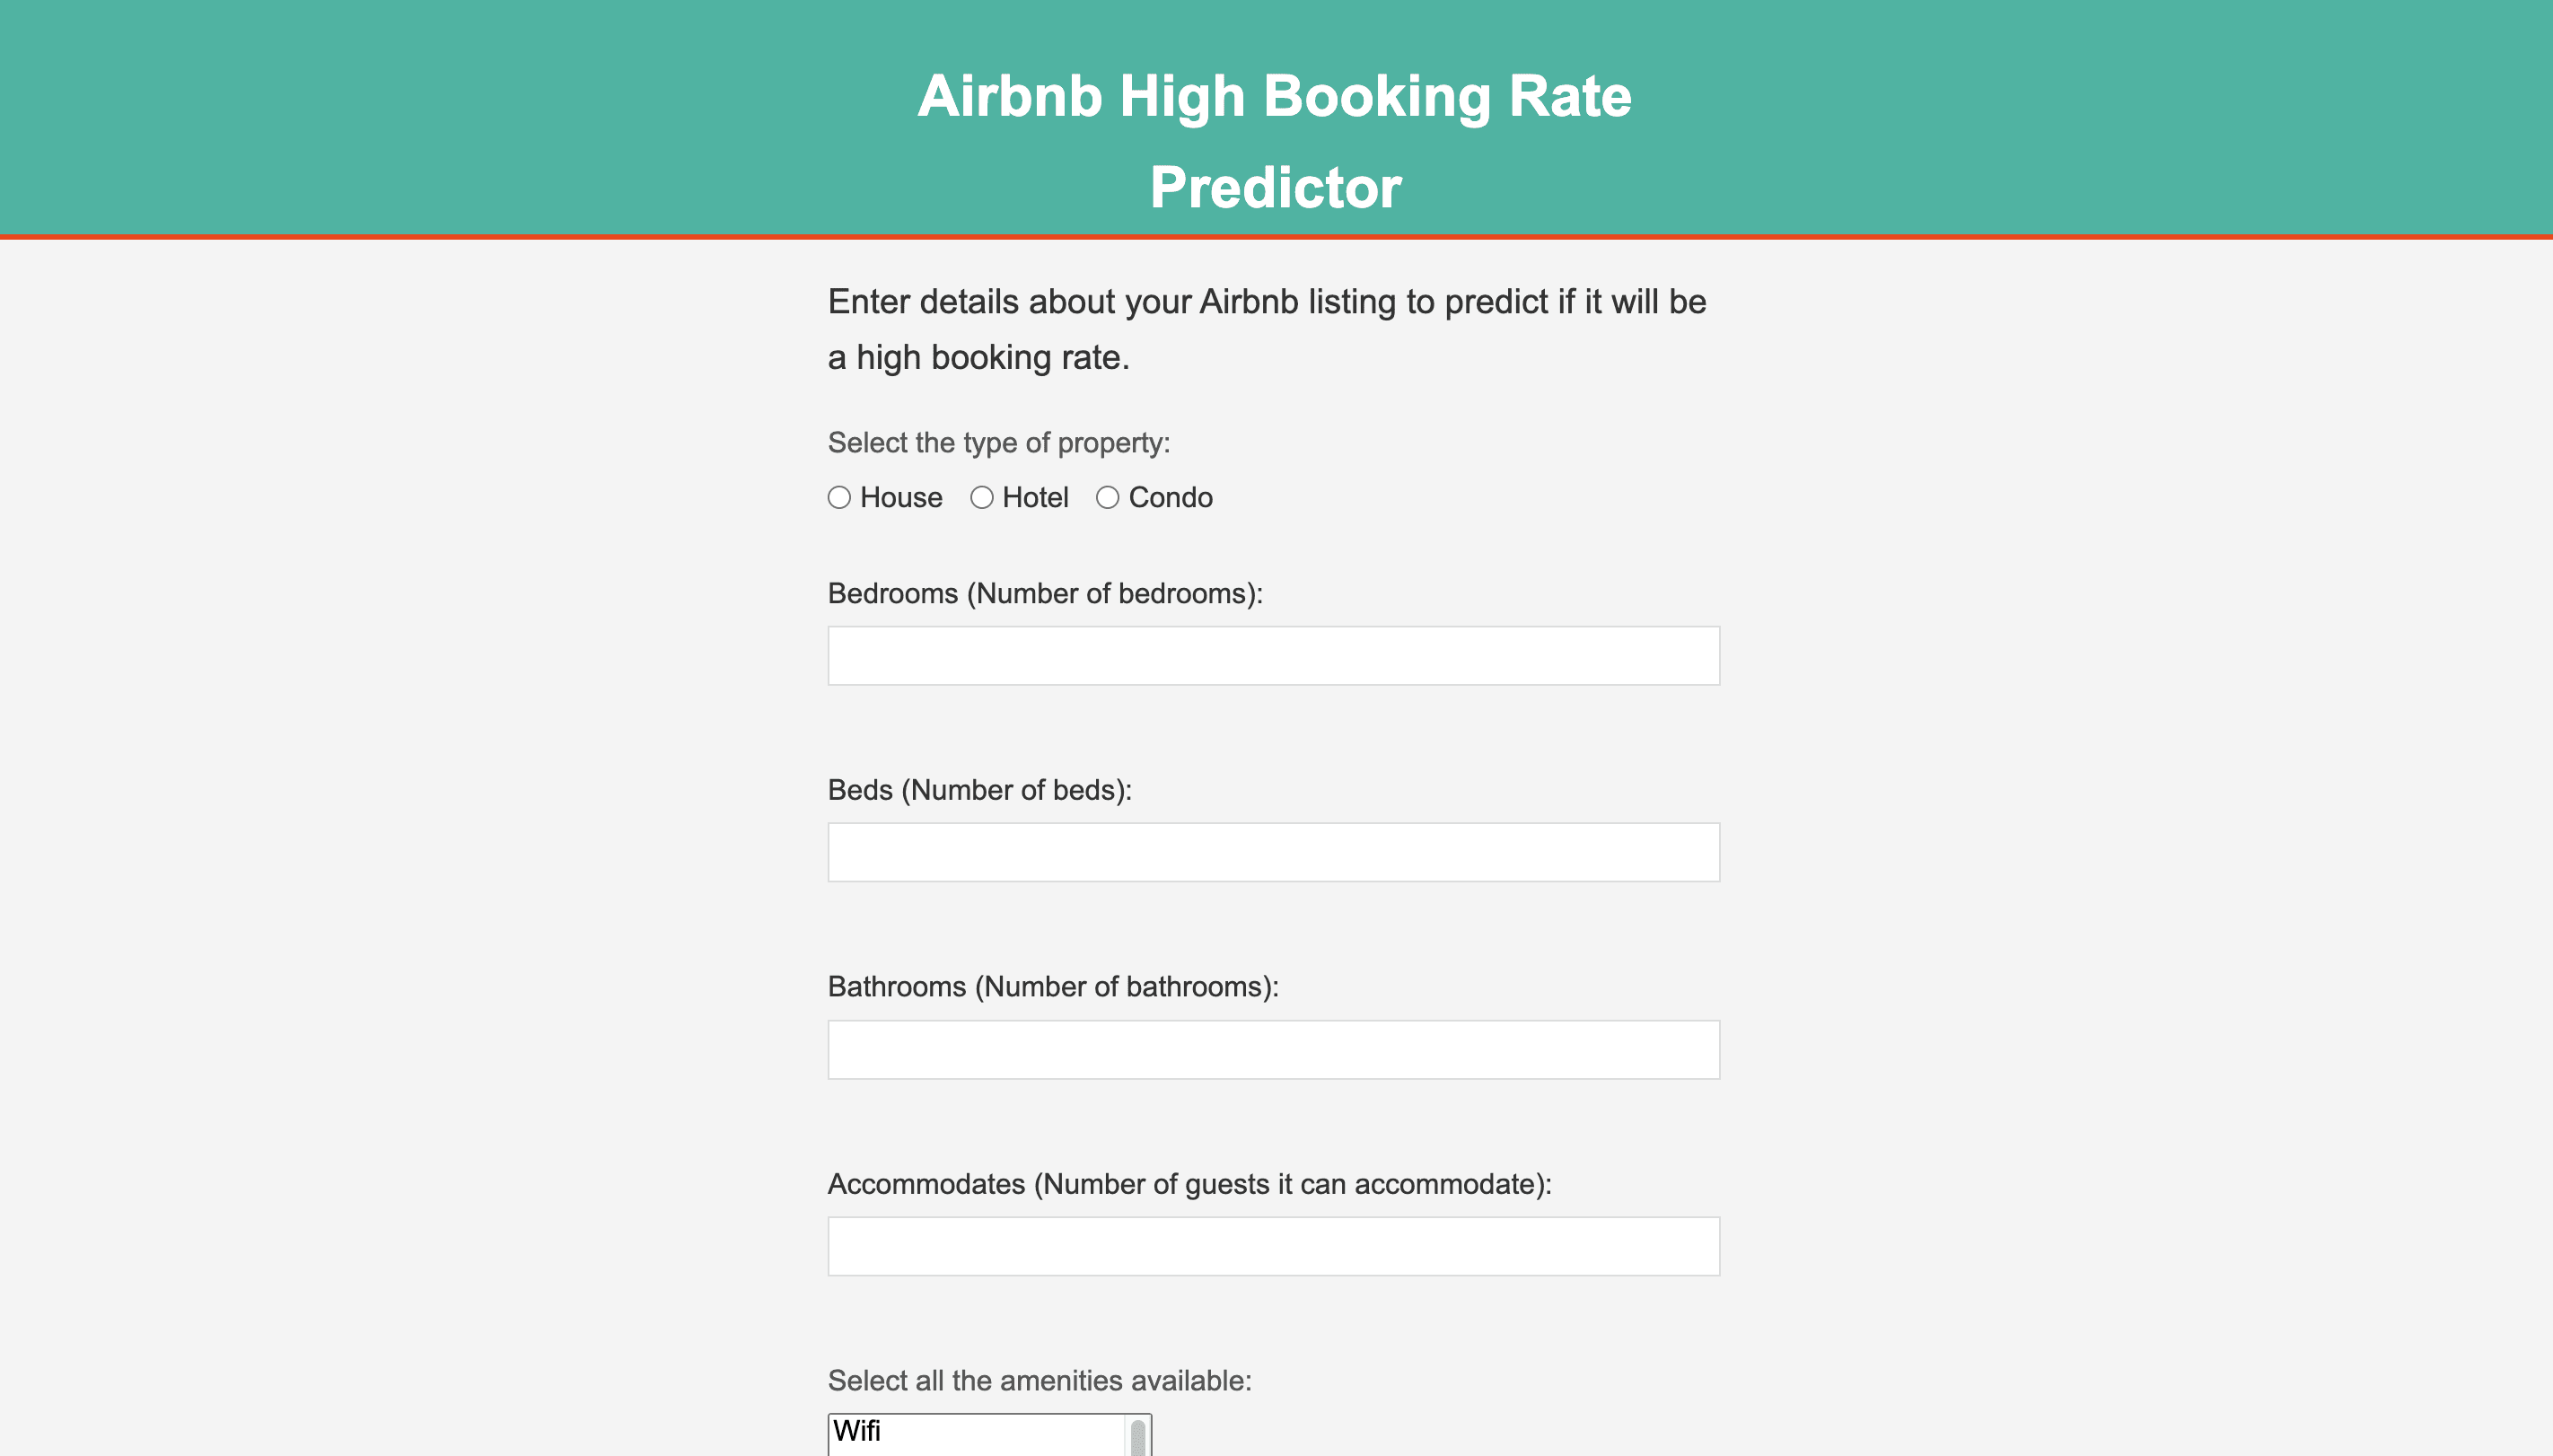 Airbnb High Booking Rate
Predictor
Enter details about your Airbnb listing to predict if it will be
a high booking rate.
Select the type of property:
House Hotel Condo
Bedrooms (Number of bedrooms):
Beds (Number of beds):
Bathrooms (Number of bathrooms):
Accommodates (Number of guests it can accommodate):
Select all the amenities available:
Wifi